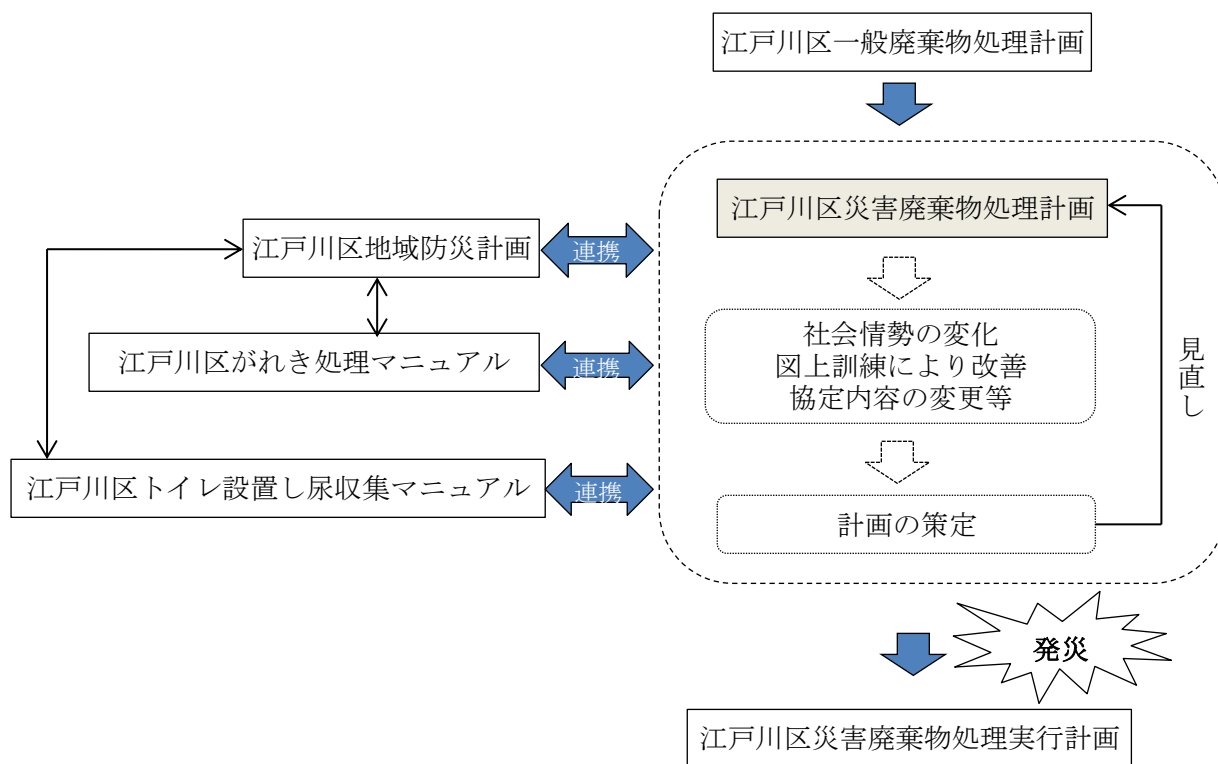 江戸川区一般廃棄物処理計画
江戸川区災害廃棄物処理計画
江戸川区地域防災計画
連携
社会情勢の変化
図上訓練により改善
協定内容の変更等
江戸川区がれき処理マニュアル
連携
見直し
江戸川区トイレ設置し尿収集マニュアル
連携
計画の策定
発災
江戸川区災害廃棄物処理実行計画